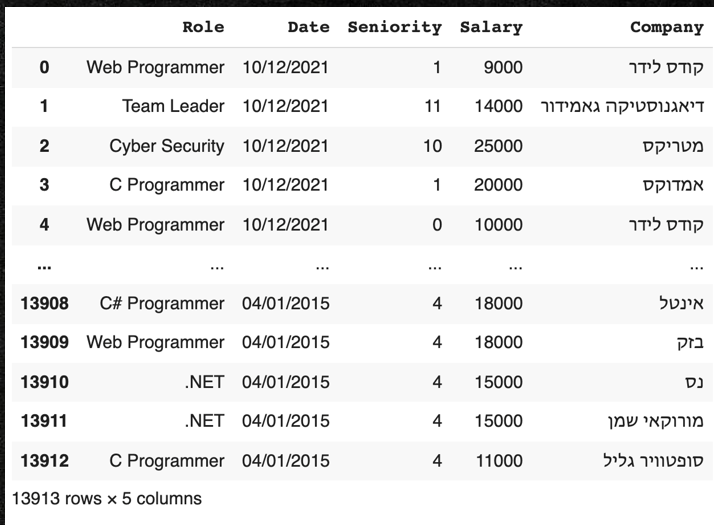 Role Date Seniority Salary Company
0 Web Programmer 10/12/2021 1 9000 קודס לידר
1 Team Leader 10/12/2021 11 14000 דיאגנוסטיקה גאמידור
2 Cyber Security 10/12/2021 10 25000 מטריקס
3 C Programmer 10/12/2021 1 20000 אמדוקס
4 Web Programmer 10/12/2021 0 10000 קודס לידר
... ... ... ... ... ...
13908 C# Programmer 04/01/2015 4 18000 אינטל
13909 Web Programmer 04/01/2015 4 18000 בזק
13910 .NET 04/01/2015 4 15000 נס
13911 .NET 04/01/2015 4 15000 מורוקאי שמן
13912 C Programmer 04/01/2015 4 11000 סופטוויר גליל
13913 rows × 5 columns